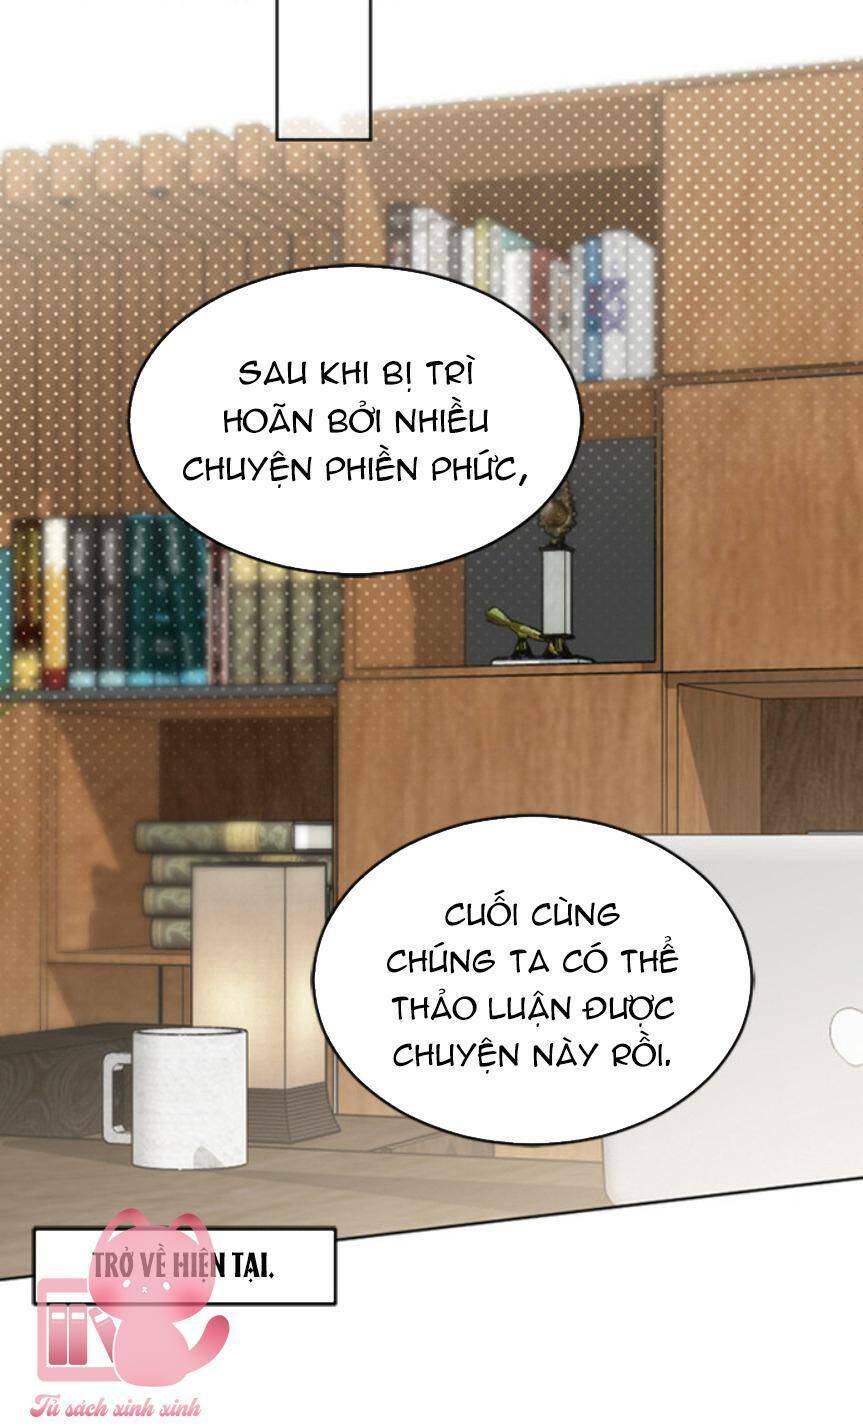 SAU KHI BỊ TRÌ
HOÃN BỞI NHIỀU
CHUYỆN PHIỀN PHỨC,
CUỐI CÙNG
CHÚNG TA CÓ THỂ
THẢO LUẬN ĐƯỢC
CHUYỆN NÀY RỒI.
TRỞ VỀ HIỆN TẠI.
Tủ sách xinh xinh